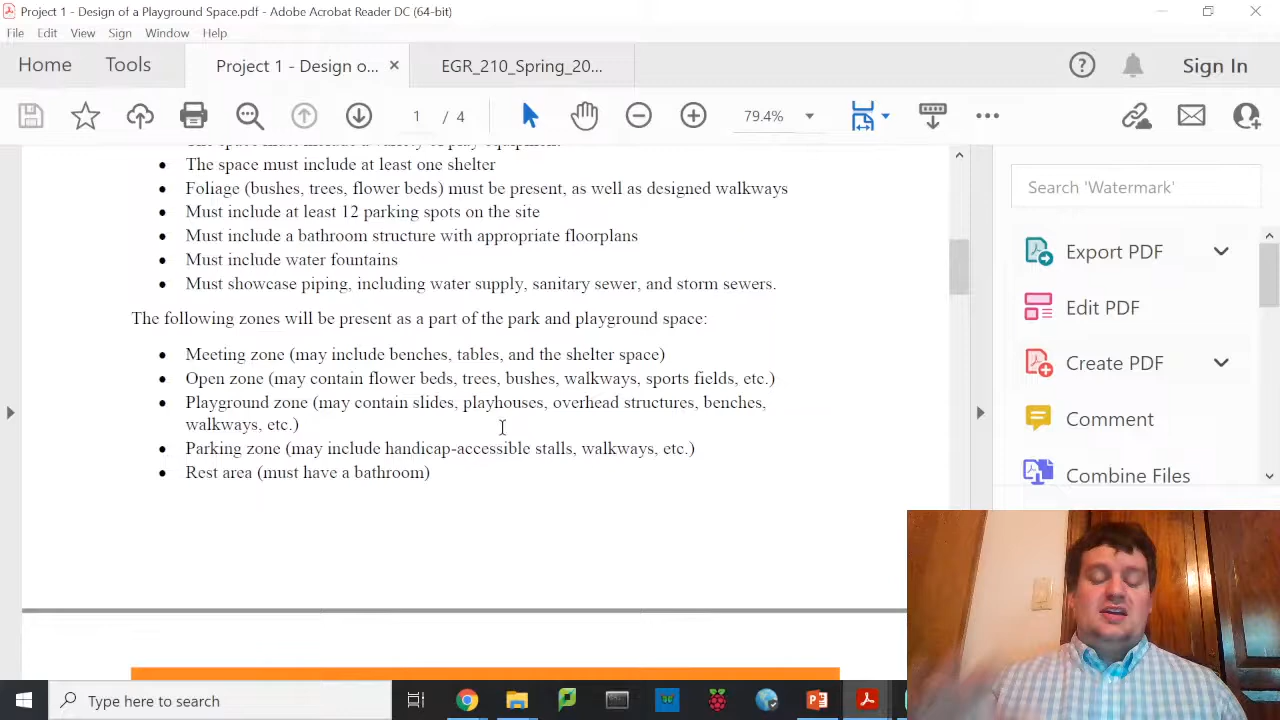 Project 1 - Design of a Playground Space.pdf - Adobe Acrobat Reader DC (64-bit)
File Edit View Sign Window Help
Home Tools Project 1 - Design o... EGR_210_Spring_20... Sign In
1 / 4 79.4%
The space must include a variety of play equipment.
• The space must include at least one shelter
• Foliage (bushes, trees, flower beds) must be present, as well as designed walkways
• Must include at least 12 parking spots on the site
• Must include a bathroom structure with appropriate floorplans
• Must include water fountains
• Must showcase piping, including water supply, sanitary sewer, and storm sewers.
The following zones will be present as a part of the park and playground space:
• Meeting zone (may include benches, tables, and the shelter space)
• Open zone (may contain flower beds, trees, bushes, walkways, sports fields, etc.)
• Playground zone (may contain slides, playhouses, overhead structures, benches,
walkways, etc.)
• Parking zone (may include handicap-accessible stalls, walkways, etc.)
• Rest area (must have a bathroom)
Search 'Watermark'
Export PDF
Edit PDF
Create PDF
Comment
Combine Files
Type here to search